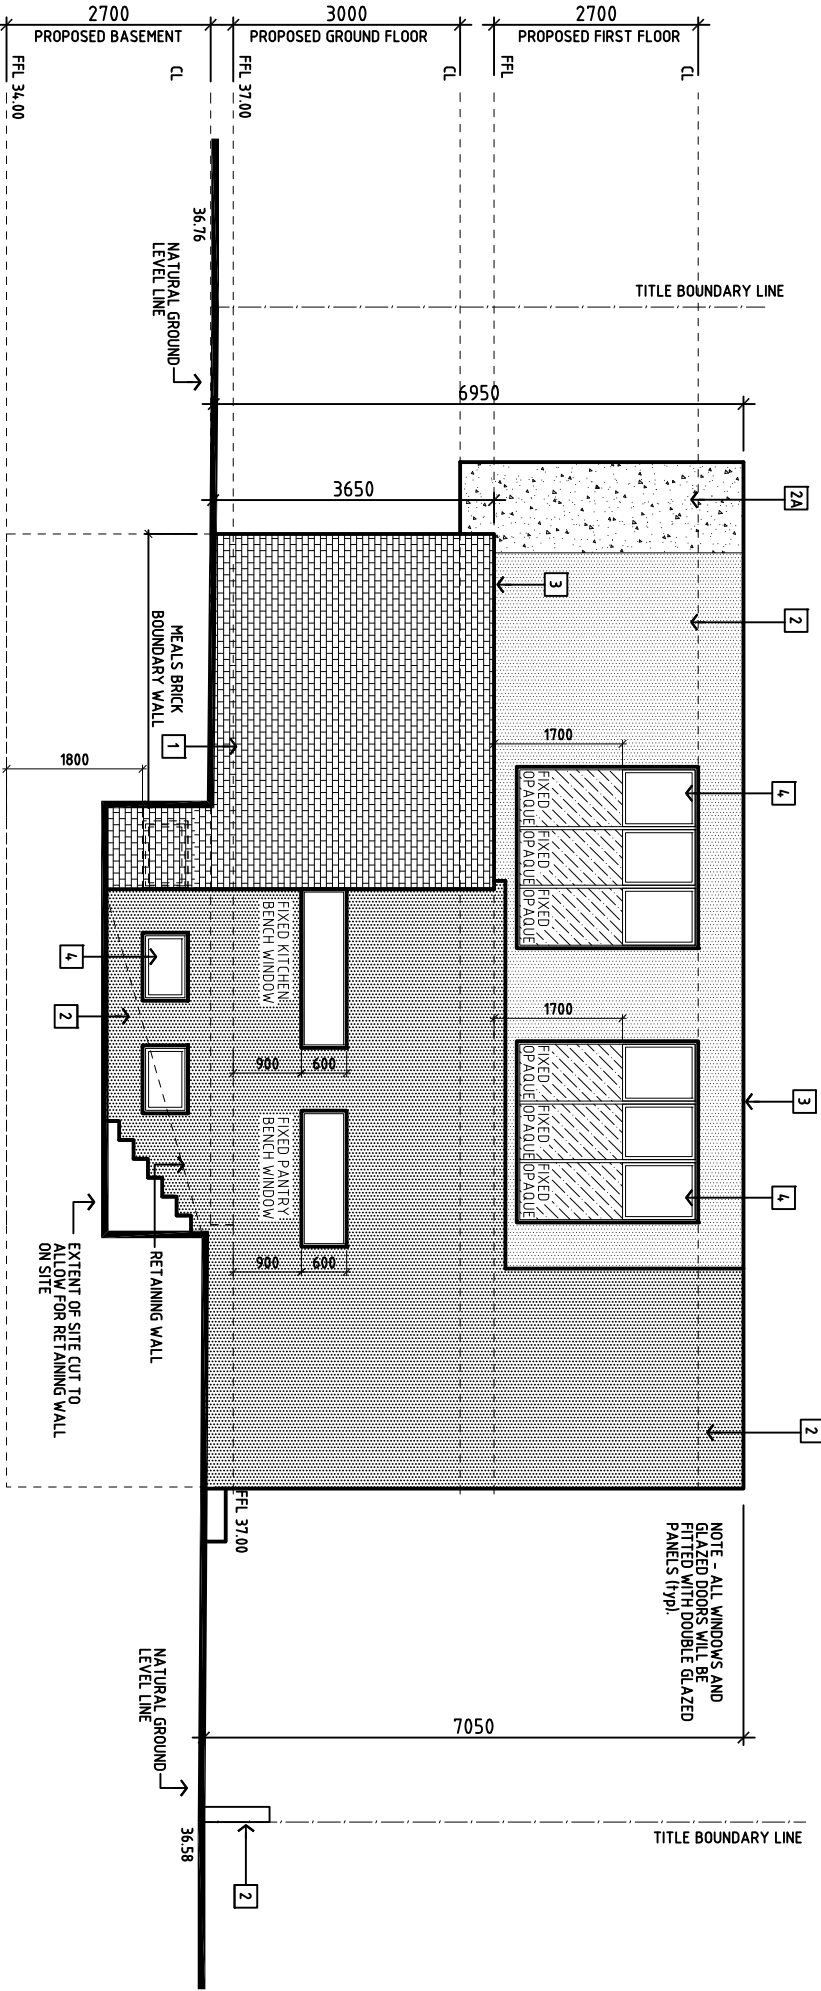 2700
PROPOSED BASEMENT
3000
PROPOSED GROUND FLOOR
2700
PROPOSED FIRST FLOOR
FFL 34.00
CL
FFL 37.00
CL
FFL
CL
36.76
NATURAL GROUND
LEVEL LINE
TITLE BOUNDARY LINE
6950
3650
2A
3
2
MEALS BRICK
BOUNDARY WALL
1
1800
1700
4
FIXED
OPAQUE
FIXED
OPAQUE
FIXED
OPAQUE
4
2
FIXED KITCHEN
BENCH WINDOW
900
600
1700
FIXED
OPAQUE
FIXED
OPAQUE
FIXED
OPAQUE
3
4
FIXED PANTRY
BENCH WINDOW
900
600
RETAINING WALL
EXTENT OF SITE CUT TO
ALLOW FOR RETAINING WALL
ON SITE
2
FFL 37.00
NOTE - ALL WINDOWS AND
GLAZED DOORS WILL BE
FITTED WITH DOUBLE GLAZED
PANELS (typ).
NATURAL GROUND
LEVEL LINE
7050
36.58
TITLE BOUNDARY LINE
2